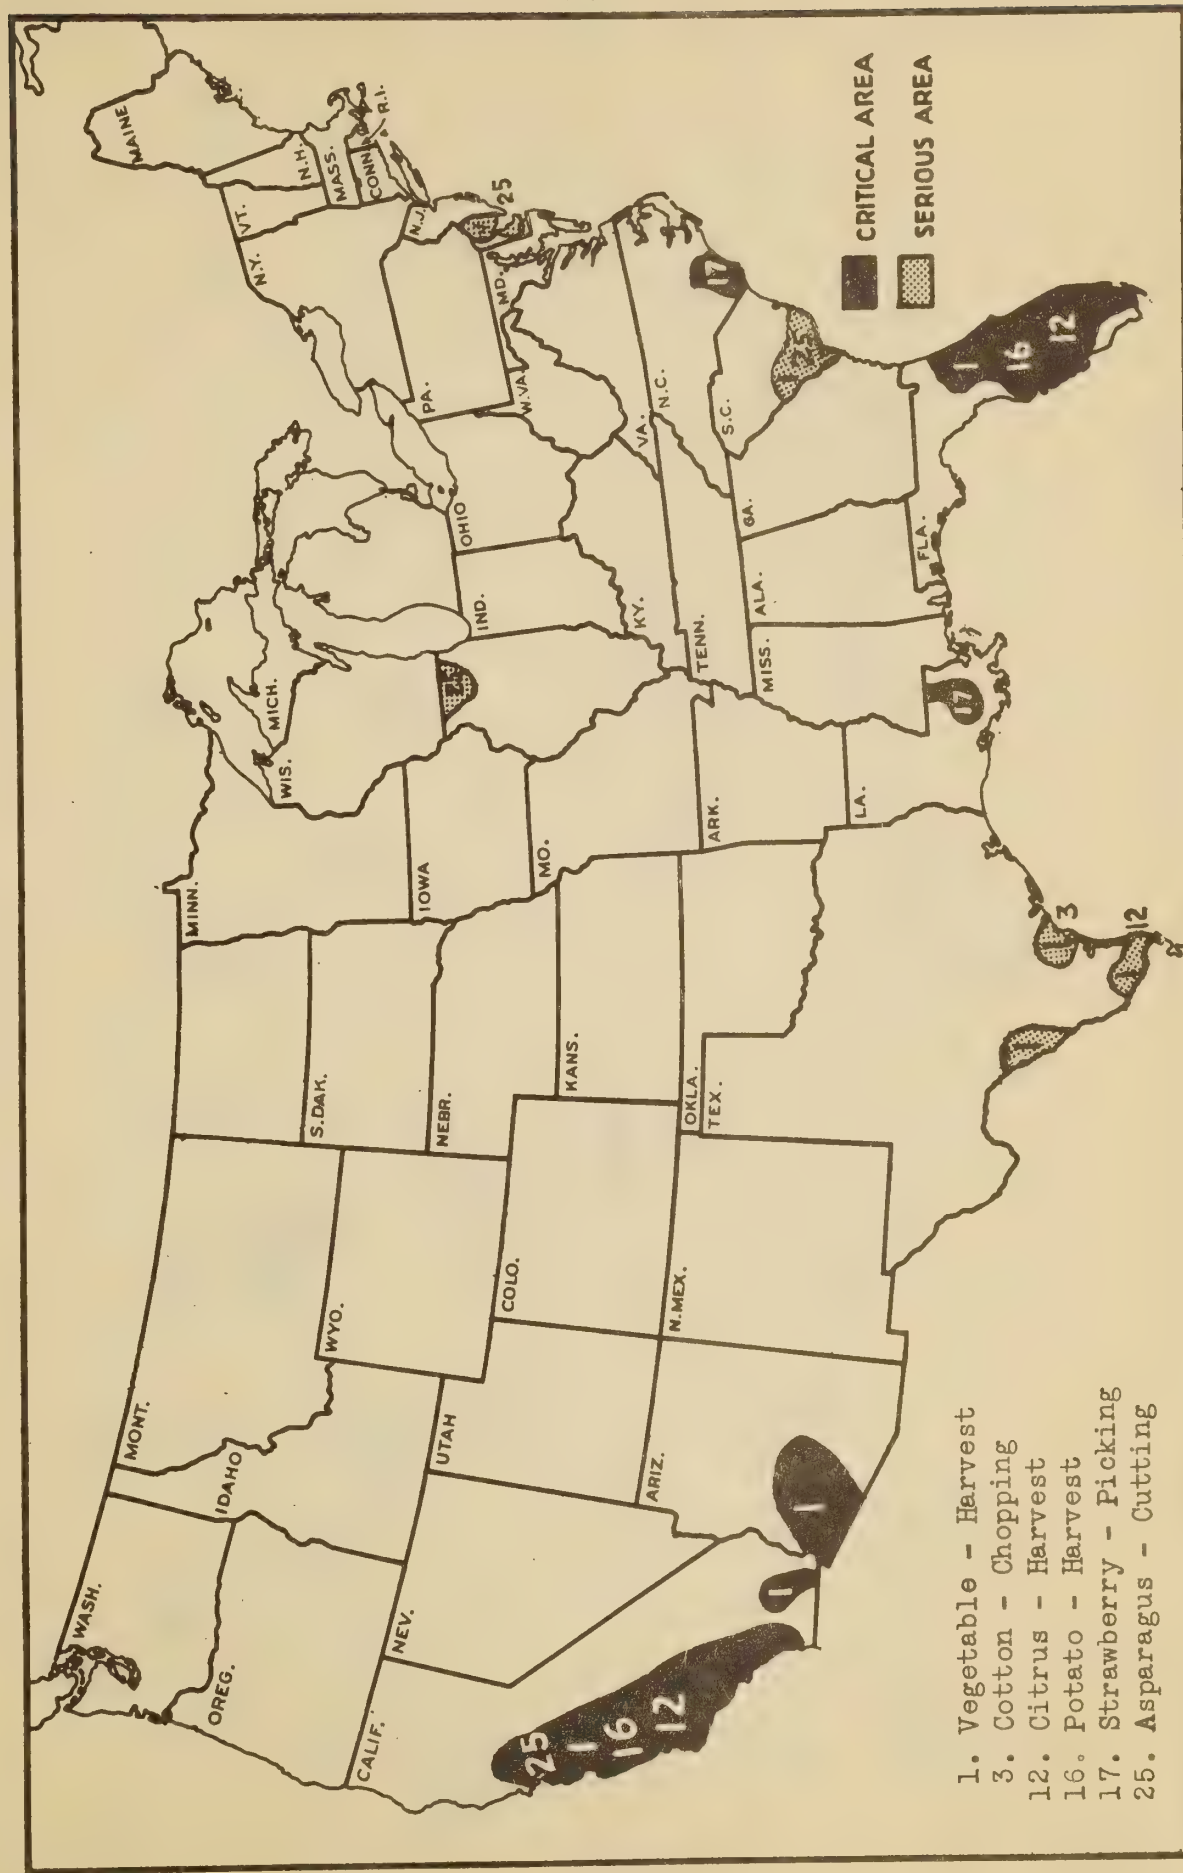 WASH.
OREG.
CALIF.
NEV.
IDAHO
MONT.
WYO.
UTAH
COLO.
ARIZ.
N.MEX.
S.DAK.
NEBR.
KANS.
OKLA.
TEX.
MINN.
IOWA
MO.
ARK.
LA.
WIS.
MICH.
IND.
OHIO
KY.
TENN.
MISS.
ALA.
GA.
FLA.
S.C.
N.C.
VA.
W.VA.
MD.
PA.
N.J.
N.Y.
VT.
N.H.
MAINE
MASS.
CONN.
R.I.
25
1
16
12
1
1
1
3
12
17
17
25
1
16
12
CRITICAL AREA
SERIOUS AREA
1. Vegetable - Harvest
3. Cotton - Chopping
12. Citrus - Harvest
16. Potato - Harvest
17. Strawberry - Picking
25. Asparagus - Cutting